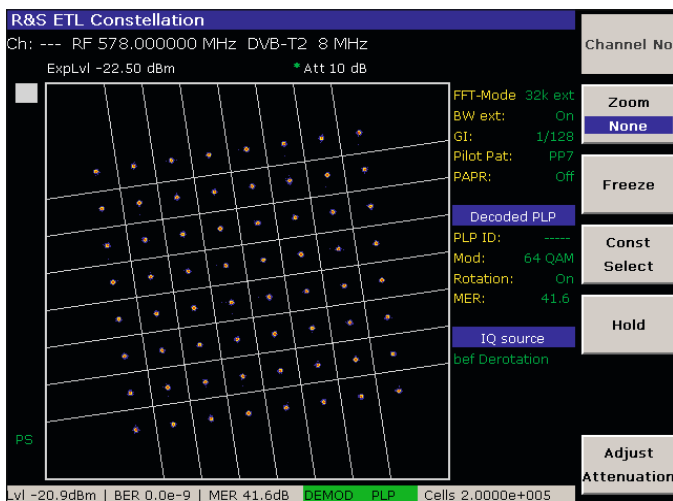 R&S ETL Constellation
Ch: --- RF 578.000000 MHz DVB-T2 8 MHz
ExpLvl -22.50 dBm * Att 10 dB
FFT-Mode 32k ext
BW ext: On
GI: 1/128
Pilot Pat: PP7
PAPR: Off
Decoded PLP
PLP ID: -----
Mod: 64 QAM
Rotation: On
MER: 41.6
IQ source
bef Derotation
PS
Lvl -20.9dBm | BER 0.0e-9 | MER 41.6dB DEMOD PLP Cells 2.0000e+005
Channel No
Zoom
None
Freeze
Const
Select
Hold
Adjust
Attenuation